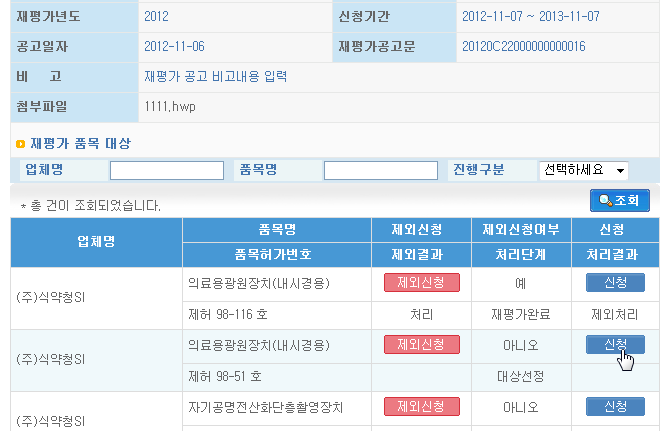 재평가년도 2012 신청기간 2012-11-07 ~ 2013-11-07
공고일자 2012-11-06 재평가공고문 20120C22000000000016
비 고 재평가 공고 비고내용 입력
첨부파일 1111.hwp
재평가 품목 대상
업체명 품목명 진행구분 선택하세요
* 총 건이 조회되었습니다. 조회
업체명 품목명 제외신청 제외신청여부 신청
품목허가번호 제외결과 처리단계 처리결과
(주)식약청SI 의료용광원장치(내시경용) 제외신청 예 신청
제허 98-116 호 처리 재평가완료 제외처리
(주)식약청SI 의료용광원장치(내시경용) 제외신청 아니오 신청
제허 98-51 호 대상선정
(주)식약청SI 자기공명전산화단층촬영장치 제외신청 아니오 신청